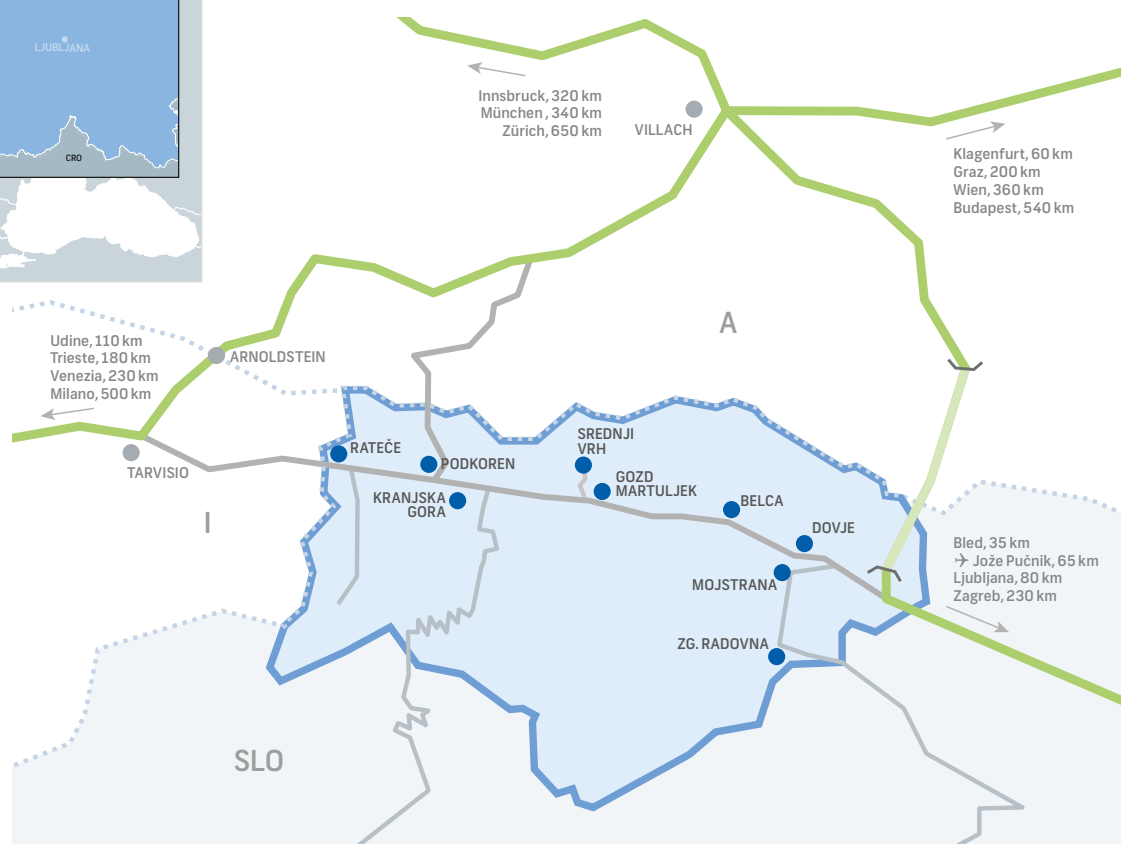 LJUBLJANA
CRO
Innsbruck, 320 km
München , 340 km
Zürich, 650 km
VILLACH
Klagenfurt, 60 km
Graz, 200 km
Wien, 360 km
Budapest, 540 km
A
Udine, 110 km
Trieste, 180 km
Venezia, 230 km
Milano, 500 km
ARNOLDSTEIN
TARVISIO
RATEČE
PODKOREN
SREDNJI
VRH
GOZD
MARTULJEK
KRANJSKA
GORA
BELCA
DOVJE
I
MOJSTRANA
Bled, 35 km
Jože Pučnik, 65 km
Ljubljana, 80 km
Zagreb, 230 km
ZG. RADOVNA
SLO